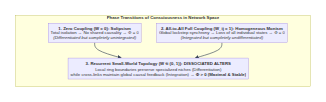 Phase Transitions of Consciousness in Network Space
1. Zero Coupling (W = 0): Solipsism
Total isolation → No shared causality → Φ = 0
(Differentiated but completely unintegrated)
2. All-to-All Full Coupling (W_ij = 1): Homogeneous Monism
Global lockstep synchrony → Loss of all individual states → Φ = 0
(Integrated but completely undifferentiated)
3. Recurrent Small-World Topology (W ∈ [0, 1]): DISSOCIATED ALTERS
Local ring boundaries preserve specialized niches (Differentiation)
while cross-links maintain global causal feedback (Integration) → Φ > 0 (Maximal & Stable)